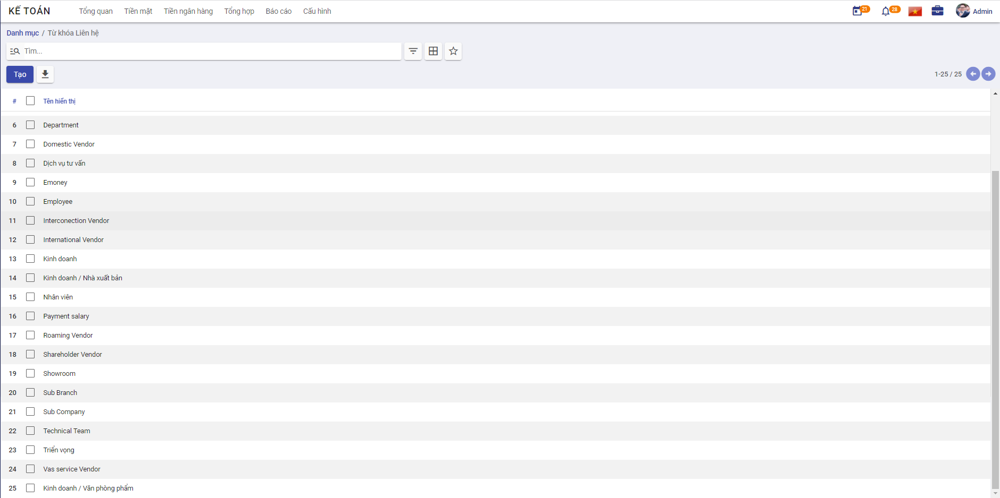 KẾ TOÁN Tổng quan Tiền mặt Tiền ngân hàng Tổng hợp Báo cáo Cấu hình 21 28 Admin
Danh mục / Từ khóa Liên hệ
Tìm...
Tạo 1-25 / 25
# Tên hiển thị
6 Department
7 Domestic Vendor
8 Dịch vụ tư vấn
9 Emoney
10 Employee
11 Interconection Vendor
12 International Vendor
13 Kinh doanh
14 Kinh doanh / Nhà xuất bản
15 Nhân viên
16 Payment salary
17 Roaming Vendor
18 Shareholder Vendor
19 Showroom
20 Sub Branch
21 Sub Company
22 Technical Team
23 Triển vọng
24 Vas service Vendor
25 Kinh doanh / Văn phòng phẩm